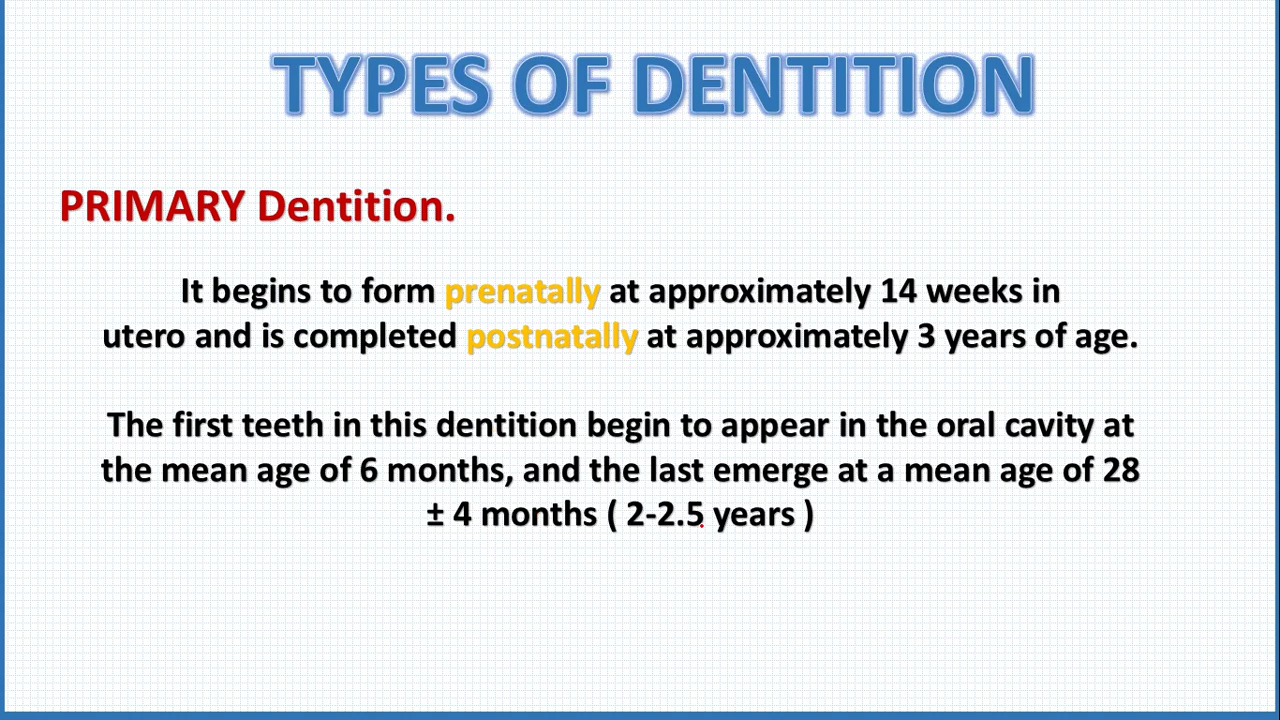 TYPES OF DENTITION
PRIMARY Dentition.
It begins to form prenatally at approximately 14 weeks in
utero and is completed postnatally at approximately 3 years of age.
The first teeth in this dentition begin to appear in the oral cavity at
the mean age of 6 months, and the last emerge at a mean age of 28
± 4 months ( 2-2.5 years )